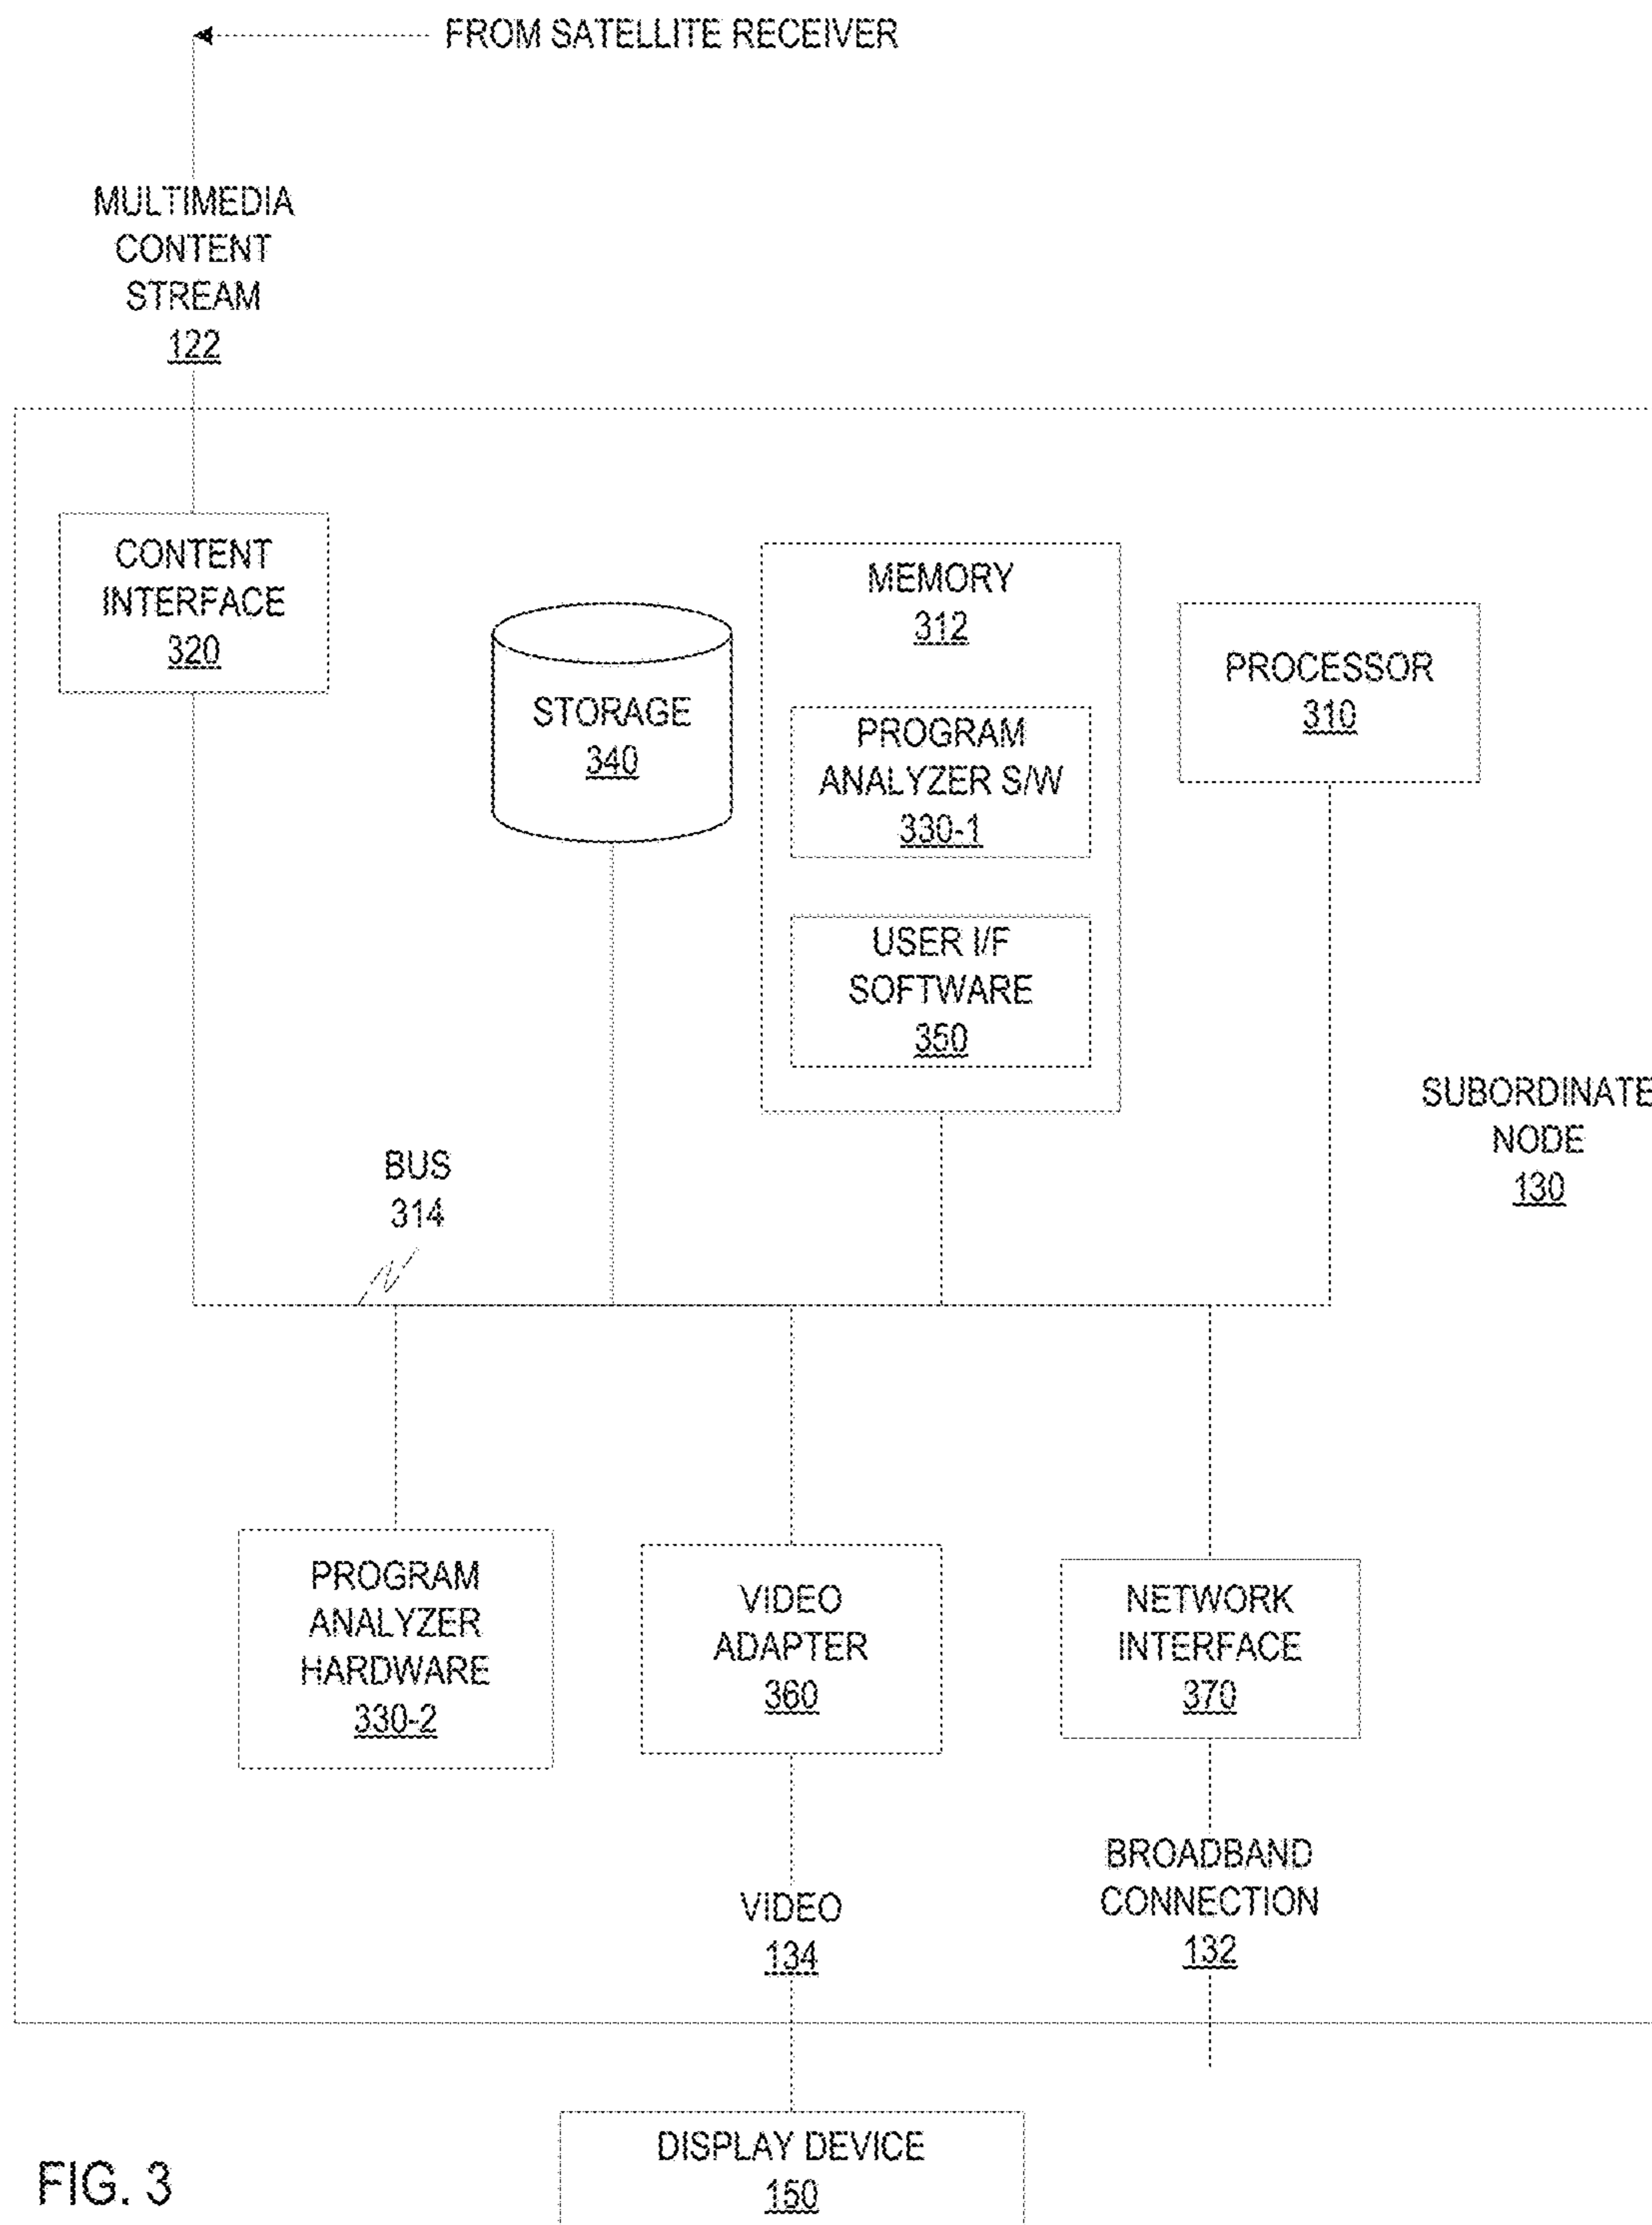 FROM SATELLITE RECEIVER
MULTIMEDIA
CONTENT
STREAM
122
CONTENT
INTERFACE
320
STORAGE
340
MEMORY
312
PROGRAM
ANALYZER S/W
330-1
USER I/F
SOFTWARE
350
PROCESSOR
310
SUBORDINATE
NODE
130
BUS
314
PROGRAM
ANALYZER
HARDWARE
330-2
VIDEO
ADAPTER
360
NETWORK
INTERFACE
370
VIDEO
134
BROADBAND
CONNECTION
132
DISPLAY DEVICE
150
FIG. 3